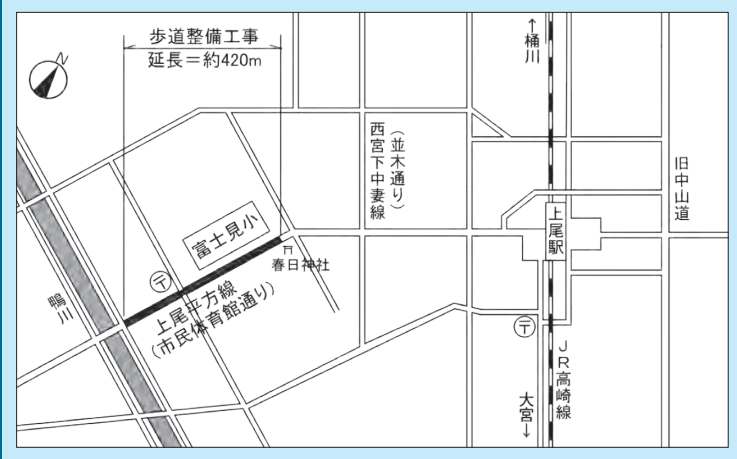 歩道整備工事
延長＝約420m
N
↑桶川
西宮下中妻線
（並木通り）
旧中山道
上尾駅
富士見小
春日神社
〒
上尾平方線
（市民体育館通り）
鴨川
〒
JR高崎線
大宮↓